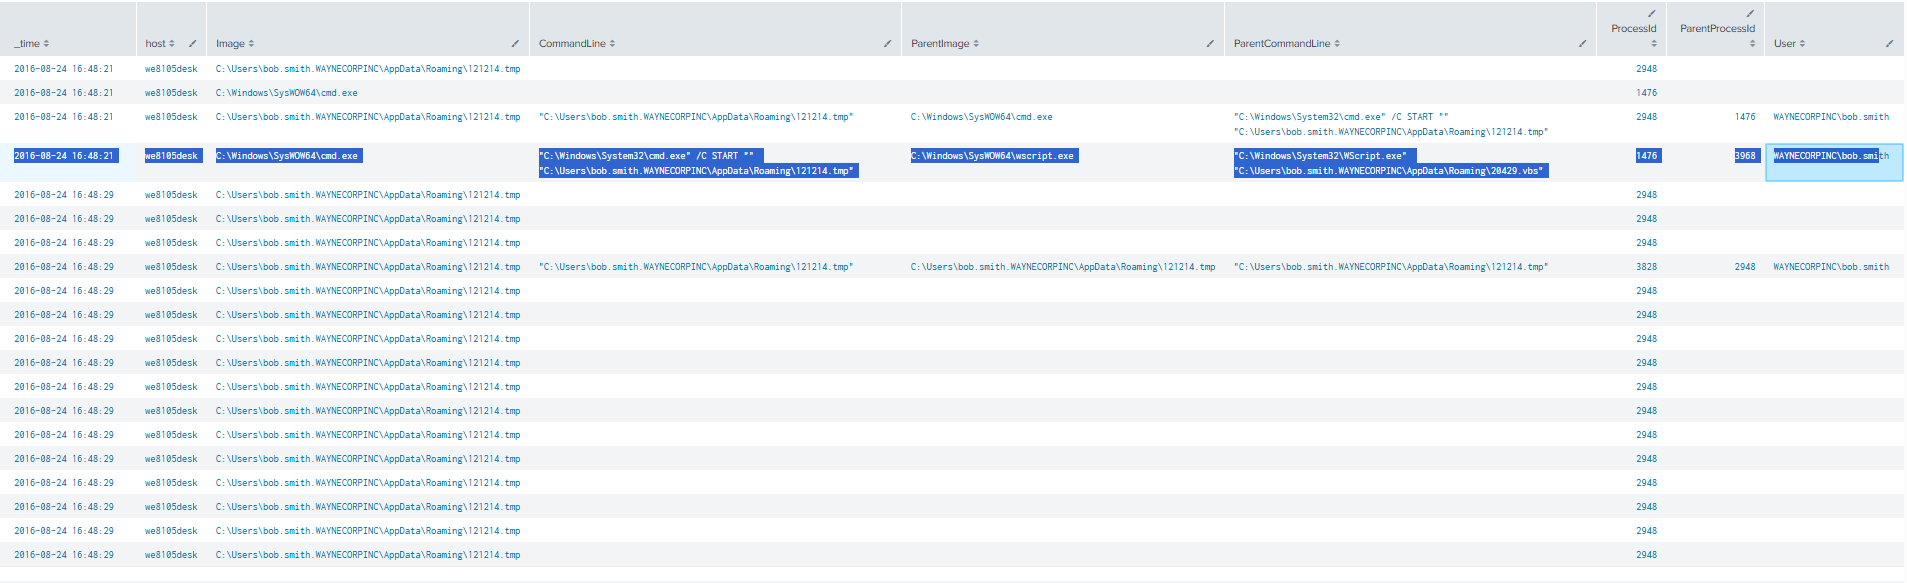 _time host Image CommandLine ParentImage ParentCommandLine ProcessId ParentProcessId User
2016-08-24 16:48:21 we8105desk C:\Users\bob.smith.WAYNECORPINC\AppData\Roaming\121214.tmp 2948
2016-08-24 16:48:21 we8105desk C:\Windows\SysWOW64\cmd.exe 1476
2016-08-24 16:48:21 we8105desk C:\Users\bob.smith.WAYNECORPINC\AppData\Roaming\121214.tmp "C:\Users\bob.smith.WAYNECORPINC\AppData\Roaming\121214.tmp" C:\Windows\SysWOW64\cmd.exe "C:\Windows\System32\cmd.exe" /C START "" 2948 1476 WAYNECORPINC\bob.smith
"C:\Users\bob.smith.WAYNECORPINC\AppData\Roaming\121214.tmp"
2016-08-24 16:48:21 we8105desk C:\Windows\SysWOW64\cmd.exe "C:\Windows\System32\cmd.exe" /C START "" C:\Windows\SysWOW64\wscript.exe "C:\Windows\System32\WScript.exe" 1476 3968 WAYNECORPINC\bob.smith
"C:\Users\bob.smith.WAYNECORPINC\AppData\Roaming\121214.tmp" "C:\Users\bob.smith.WAYNECORPINC\AppData\Roaming\20429.vbs"
2016-08-24 16:48:29 we8105desk C:\Users\bob.smith.WAYNECORPINC\AppData\Roaming\121214.tmp 2948
2016-08-24 16:48:29 we8105desk C:\Users\bob.smith.WAYNECORPINC\AppData\Roaming\121214.tmp 2948
2016-08-24 16:48:29 we8105desk C:\Users\bob.smith.WAYNECORPINC\AppData\Roaming\121214.tmp 2948
2016-08-24 16:48:29 we8105desk C:\Users\bob.smith.WAYNECORPINC\AppData\Roaming\121214.tmp "C:\Users\bob.smith.WAYNECORPINC\AppData\Roaming\121214.tmp" C:\Users\bob.smith.WAYNECORPINC\AppData\Roaming\121214.tmp "C:\Users\bob.smith.WAYNECORPINC\AppData\Roaming\121214.tmp" 3828 2948 WAYNECORPINC\bob.smith
2016-08-24 16:48:29 we8105desk C:\Users\bob.smith.WAYNECORPINC\AppData\Roaming\121214.tmp 2948
2016-08-24 16:48:29 we8105desk C:\Users\bob.smith.WAYNECORPINC\AppData\Roaming\121214.tmp 2948
2016-08-24 16:48:29 we8105desk C:\Users\bob.smith.WAYNECORPINC\AppData\Roaming\121214.tmp 2948
2016-08-24 16:48:29 we8105desk C:\Users\bob.smith.WAYNECORPINC\AppData\Roaming\121214.tmp 2948
2016-08-24 16:48:29 we8105desk C:\Users\bob.smith.WAYNECORPINC\AppData\Roaming\121214.tmp 2948
2016-08-24 16:48:29 we8105desk C:\Users\bob.smith.WAYNECORPINC\AppData\Roaming\121214.tmp 2948
2016-08-24 16:48:29 we8105desk C:\Users\bob.smith.WAYNECORPINC\AppData\Roaming\121214.tmp 2948
2016-08-24 16:48:29 we8105desk C:\Users\bob.smith.WAYNECORPINC\AppData\Roaming\121214.tmp 2948
2016-08-24 16:48:29 we8105desk C:\Users\bob.smith.WAYNECORPINC\AppData\Roaming\121214.tmp 2948
2016-08-24 16:48:29 we8105desk C:\Users\bob.smith.WAYNECORPINC\AppData\Roaming\121214.tmp 2948
2016-08-24 16:48:29 we8105desk C:\Users\bob.smith.WAYNECORPINC\AppData\Roaming\121214.tmp 2948
2016-08-24 16:48:29 we8105desk C:\Users\bob.smith.WAYNECORPINC\AppData\Roaming\121214.tmp 2948